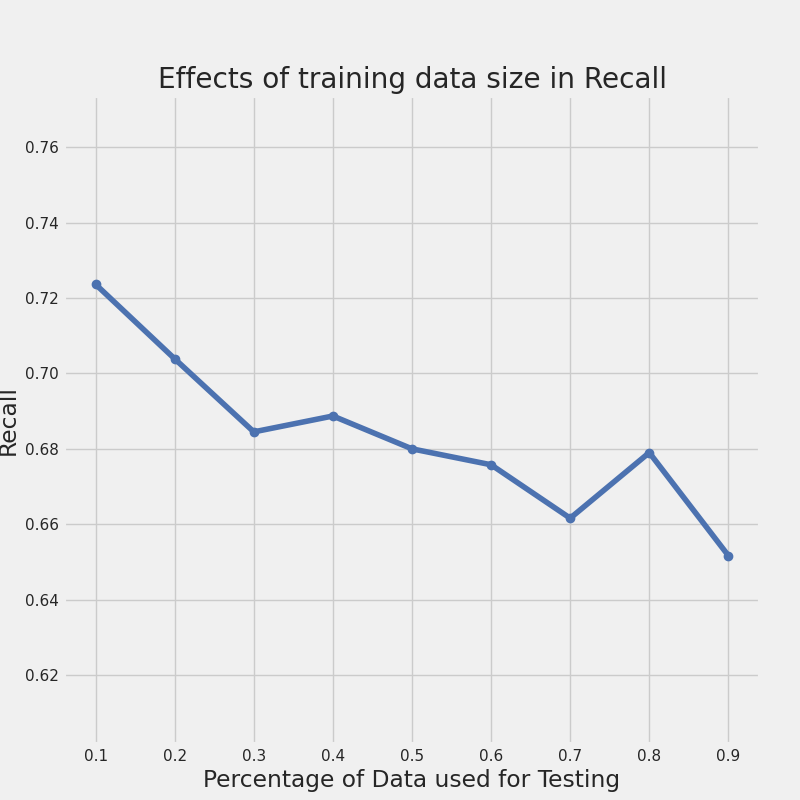 Effects of training data size in Recall
0.76
0.74
0.72
0.70
0.68
0.66
0.64
0.62
Recall
0.1 0.2 0.3 0.4 0.5 0.6 0.7 0.8 0.9
Percentage of Data used for Testing